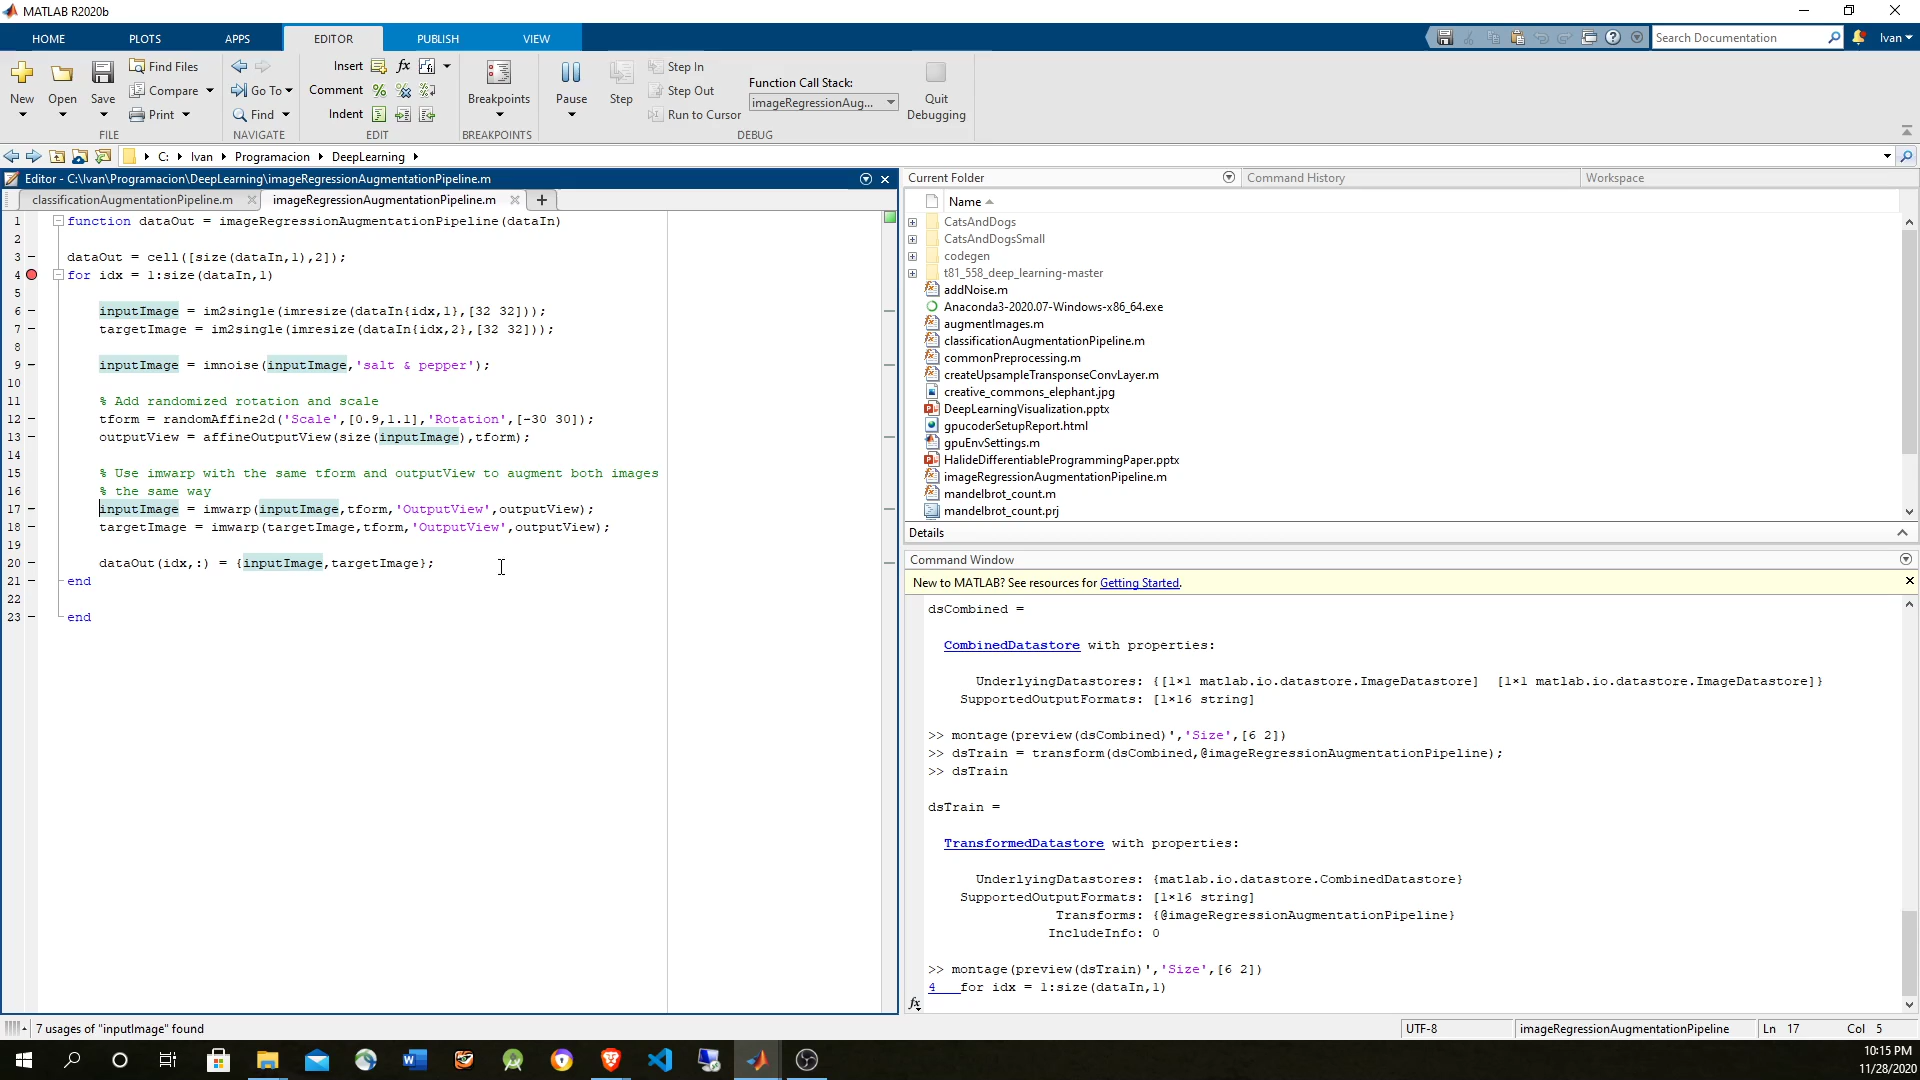 MATLAB R2020b
HOME PLOTS APPS EDITOR PUBLISH VIEW
Search Documentation
Ivan
New
Open
Save
Find Files
Compare
Print
FILE
Go To
Find
NAVIGATE
Insert fx
Comment
Indent
EDIT
Breakpoints
BREAKPOINTS
Pause
Step
Step In
Step Out
Run to Cursor
Function Call Stack:
imageRegressionAug...
DEBUG
Quit
Debugging
C: Ivan Programacion DeepLearning
Editor - C:\Ivan\Programacion\DeepLearning\imageRegressionAugmentationPipeline.m
classificationAugmentationPipeline.m imageRegressionAugmentationPipeline.m
1 function dataOut = imageRegressionAugmentationPipeline(dataIn)
2
3 dataOut = cell([size(dataIn,1),2]);
4 for idx = 1:size(dataIn,1)
5
6 inputImage = im2single(imresize(dataIn{idx,1},[32 32]));
7 targetImage = im2single(imresize(dataIn{idx,2},[32 32]));
8
9 inputImage = imnoise(inputImage,'salt & pepper');
10
11 % Add randomized rotation and scale
12 tform = randomAffine2d('Scale',[0.9,1.1],'Rotation',[-30 30]);
13 outputView = affineOutputView(size(inputImage),tform);
14
15 % Use imwarp with the same tform and outputView to augment both images
16 % the same way
17 inputImage = imwarp(inputImage,tform,'OutputView',outputView);
18 targetImage = imwarp(targetImage,tform,'OutputView',outputView);
19
20 dataOut(idx,:) = {inputImage,targetImage};
21 end
22
23 end
Current Folder
Command History
Workspace
Name
CatsAndDogs
CatsAndDogsSmall
codegen
t81_558_deep_learning-master
addNoise.m
Anaconda3-2020.07-Windows-x86_64.exe
augmentImages.m
classificationAugmentationPipeline.m
commonPreprocessing.m
createUpsampleTransponseConvLayer.m
creative_commons_elephant.jpg
DeepLearningVisualization.pptx
gpucoderSetupReport.html
gpuEnvSettings.m
HalideDifferentiableProgrammingPaper.pptx
imageRegressionAugmentationPipeline.m
mandelbrot_count.m
mandelbrot_count.prj
Details
Command Window
New to MATLAB? See resources for Getting Started.
dsCombined =
CombinedDatastore with properties:
UnderlyingDatastores: {[1×1 matlab.io.datastore.ImageDatastore] [1×1 matlab.io.datastore.ImageDatastore]}
SupportedOutputFormats: [1×16 string]
>> montage(preview(dsCombined)','Size',[6 2])
>> dsTrain = transform(dsCombined,@imageRegressionAugmentationPipeline);
>> dsTrain
dsTrain =
TransformedDatastore with properties:
UnderlyingDatastores: {matlab.io.datastore.CombinedDatastore}
SupportedOutputFormats: [1×16 string]
Transforms: {@imageRegressionAugmentationPipeline}
IncludeInfo: 0
>> montage(preview(dsTrain)','Size',[6 2])
4 for idx = 1:size(dataIn,1)
fx
7 usages of "inputImage" found
UTF-8
imageRegressionAugmentationPipeline
Ln 17 Col 5
10:15 PM
11/28/2020